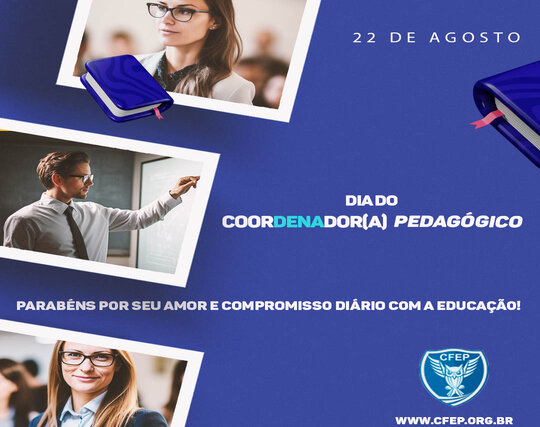 22 DE AGOSTO
DIA DO
COORDENADOR(A) PEDAGÓGICO
PARABÉNS POR SEU AMOR E COMPROMISSO DIÁRIO COM A EDUCAÇÃO!
CFEP
WWW.CFEP.ORG.BR